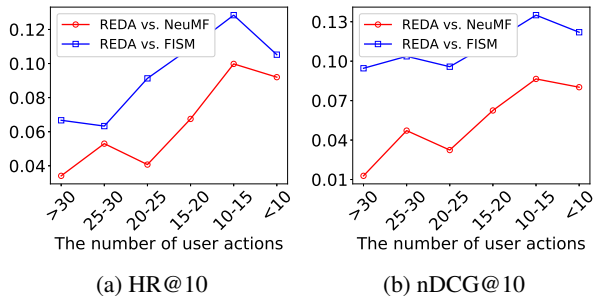 0.12
0.10
0.08
0.06
0.04
REDA vs. NeuMF
REDA vs. FISM
>30
25-30
20-25
15-20
10-15
<10
The number of user actions
(a) HR@10
0.13
0.10
0.07
0.04
0.01
REDA vs. NeuMF
REDA vs. FISM
>30
25-30
20-25
15-20
10-15
<10
The number of user actions
(b) nDCG@10